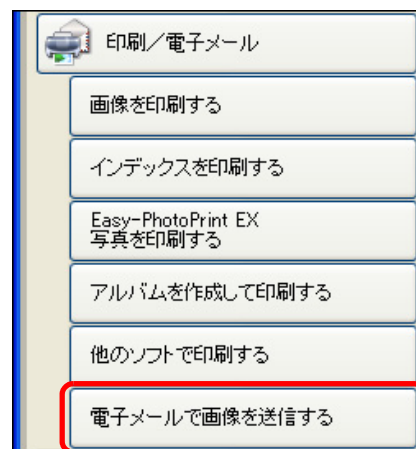 印刷／電子メール
画像を印刷する
インデックスを印刷する
Easy-PhotoPrint EX
写真を印刷する
アルバムを作成して印刷する
他のソフトで印刷する
電子メールで画像を送信する